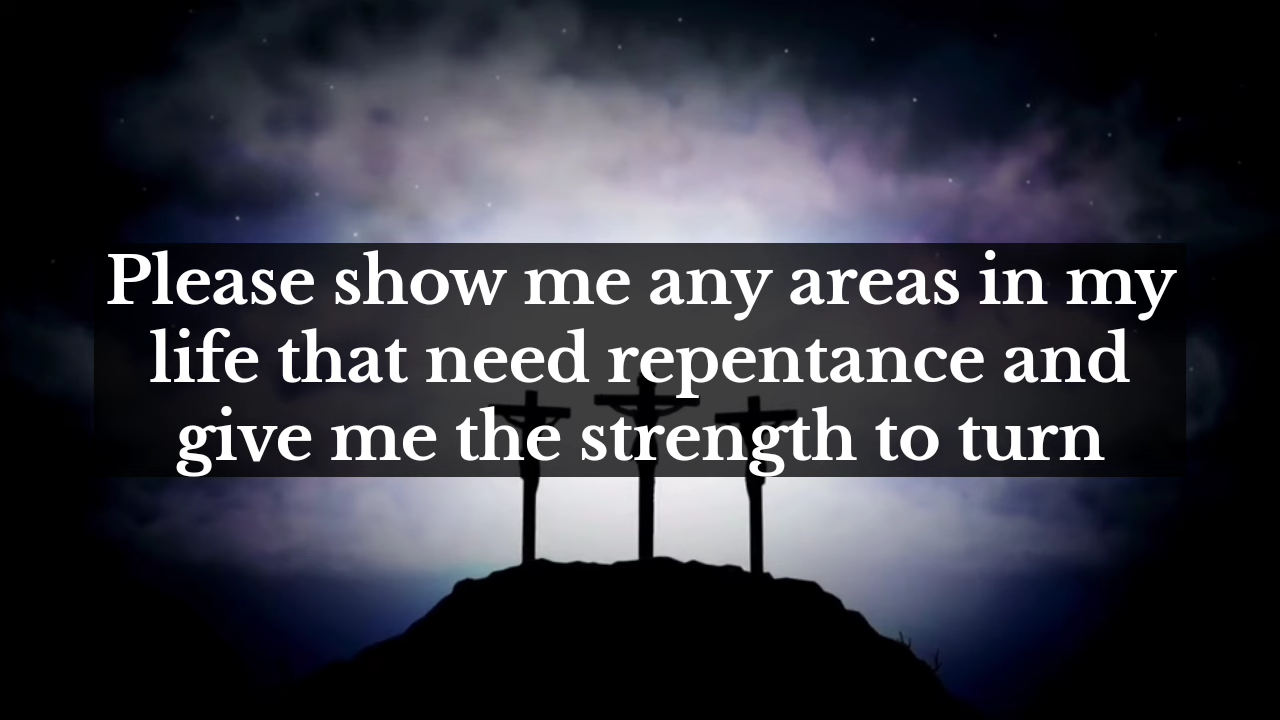 Please show me any areas in my
life that need repentance and
give me the strength to turn